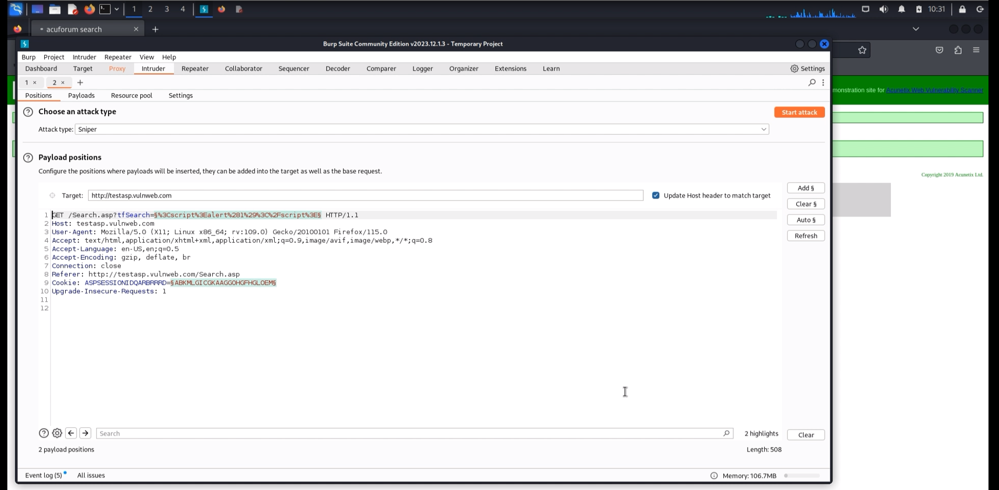 1 2 3 4 10:31
acuforum search
Burp Suite Community Edition v2023.12.1.3 - Temporary Project
Burp Project Intruder Repeater View Help
Dashboard Target Proxy Intruder Repeater Collaborator Sequencer Decoder Comparer Logger Organizer Extensions Learn Settings
1 × 2 × +
monstration site for Acunetix Web Vulnerability Scanner
Positions Payloads Resource pool Settings
Choose an attack type
Start attack
Attack type: Sniper
Payload positions
Configure the positions where payloads will be inserted, they can be added into the target as well as the base request.
Copyright 2019 Acunetix Ltd.
Add §
Target: http://testasp.vulnweb.com Update Host header to match target
Clear §
1 GET /Search.asp?tfSearch=§%3Cscript%3Ealert%281%29%3C%2Fscript%3E§ HTTP/1.1
Auto §
2 Host: testasp.vulnweb.com
3 User-Agent: Mozilla/5.0 (X11; Linux x86_64; rv:109.0) Gecko/20100101 Firefox/115.0
Refresh
4 Accept: text/html,application/xhtml+xml,application/xml;q=0.9,image/avif,image/webp,*/*;q=0.8
5 Accept-Language: en-US,en;q=0.5
6 Accept-Encoding: gzip, deflate, br
7 Connection: close
8 Referer: http://testasp.vulnweb.com/Search.asp
9 Cookie: ASPSESSIONIDQARBRRRD=§ABKMLGICGKAAGGOHGFHGLOEM§
10 Upgrade-Insecure-Requests: 1
11
12
Search 2 highlights Clear
2 payload positions Length: 508
Event log (5) All issues Memory: 106.7MB